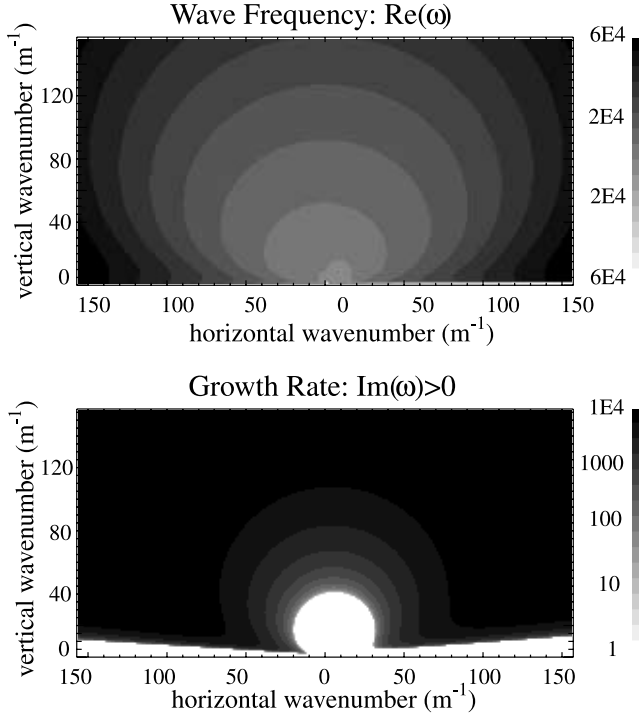 Wave Frequency: Re(ω)
vertical wavenumber (m⁻¹)
120
80
40
0
150 100 50 0 50 100 150
horizontal wavenumber (m⁻¹)
6E4
2E4
2E4
6E4
Growth Rate: Im(ω)>0
vertical wavenumber (m⁻¹)
120
80
40
0
150 100 50 0 50 100 150
horizontal wavenumber (m⁻¹)
1E4
1000
100
10
1